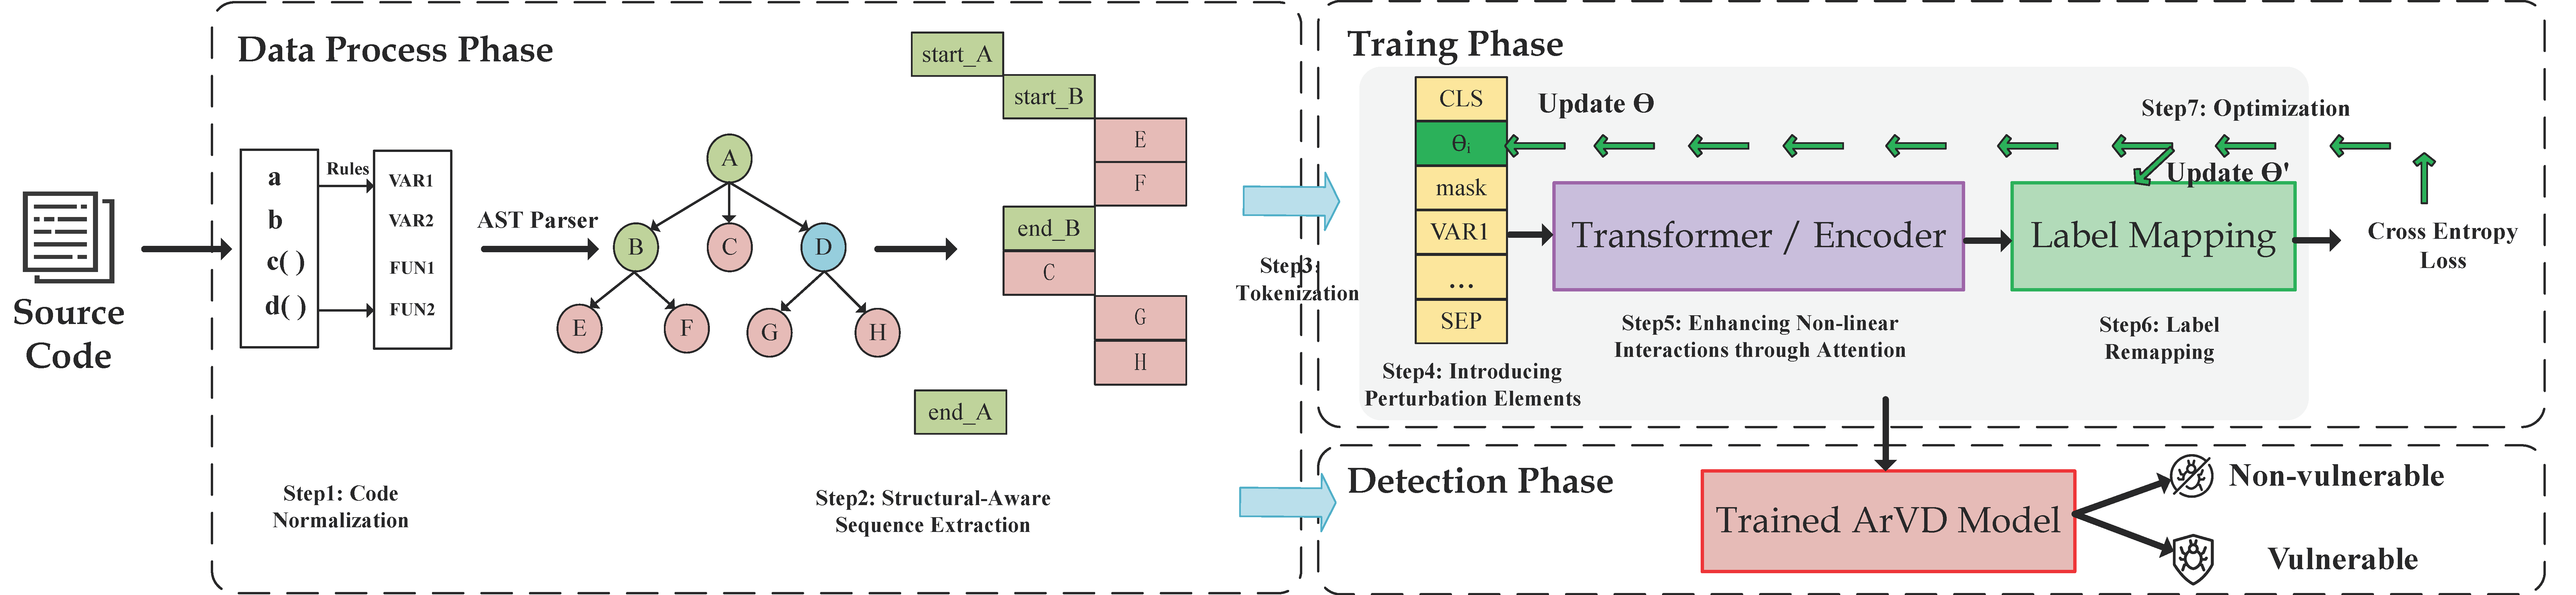 Source
Code
Data Process Phase
a
b
c( )
d( )
Rules
VAR1
VAR2
FUN1
FUN2
AST Parser
A
B
C
D
E
F
G
H
start_A
start_B
E
F
end_B
C
G
H
end_A
Step1: Code
Normalization
Step2: Structural-Aware
Sequence Extraction
Step3:
Tokenization
Traing Phase
CLS
Θi
mask
VAR1
...
SEP
Update Θ
Step7: Optimization
Update Θ'
Transformer / Encoder
Label Mapping
Cross Entropy
Loss
Step4: Introducing
Perturbation Elements
Step5: Enhancing Non-linear
Interactions through Attention
Step6: Label
Remapping
Detection Phase
Trained ArVD Model
Non-vulnerable
Vulnerable